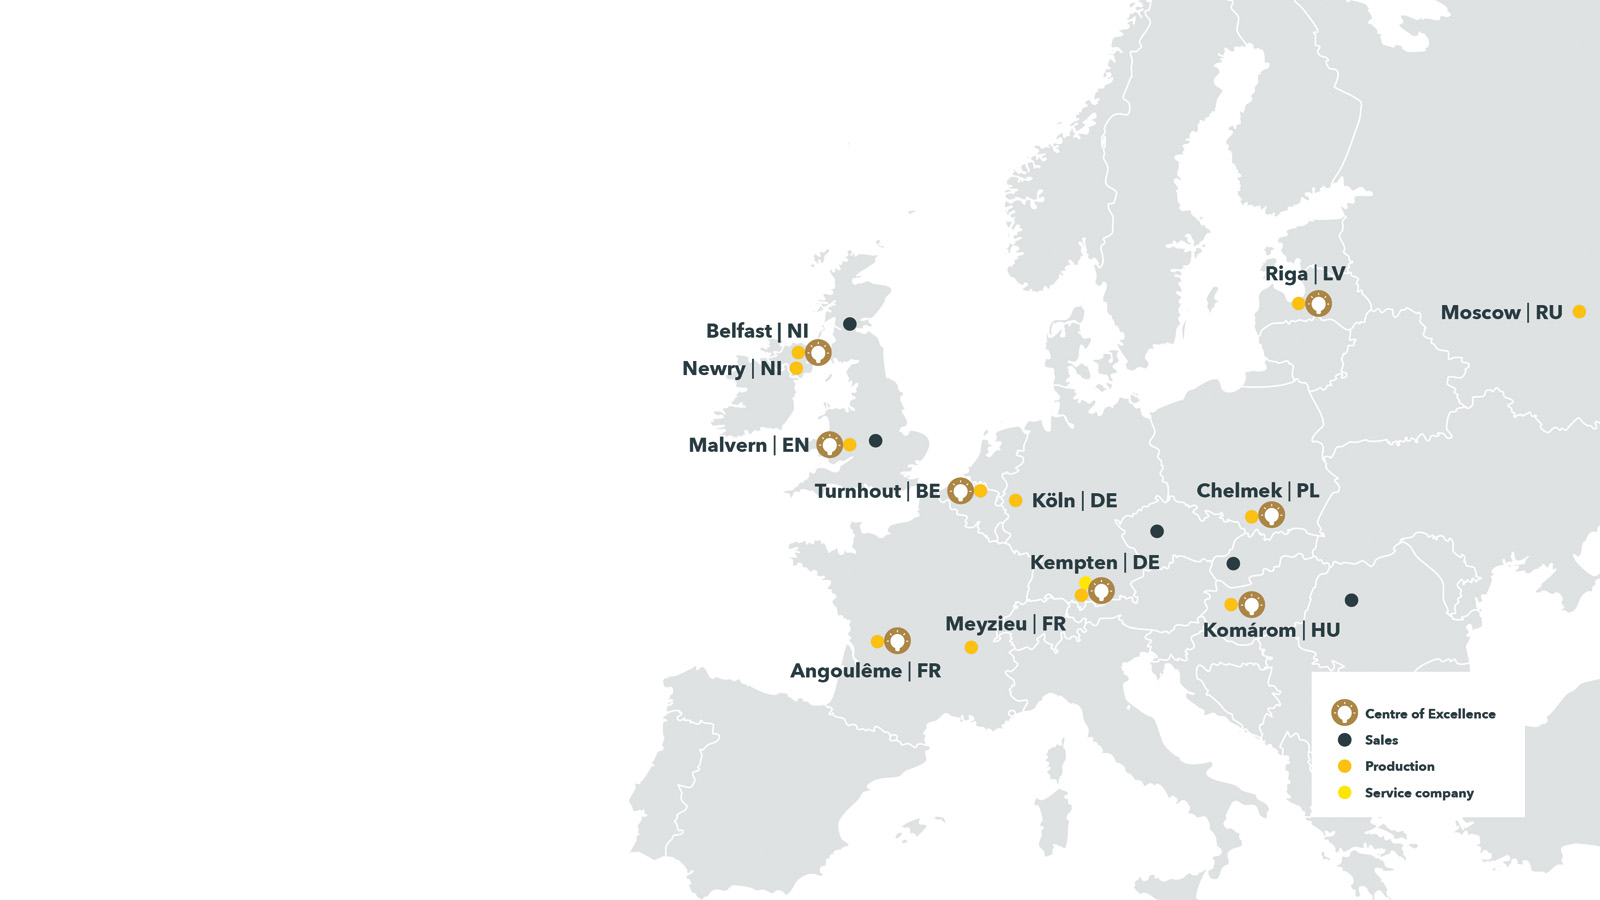 Riga | LV
Moscow | RU
Belfast | NI
Newry | NI
Malvern | EN
Turnhout | BE
Köln | DE
Chelmek | PL
Kempten | DE
Meyzieu | FR
Komárom | HU
Angoulême | FR
Centre of Excellence
Sales
Production
Service company